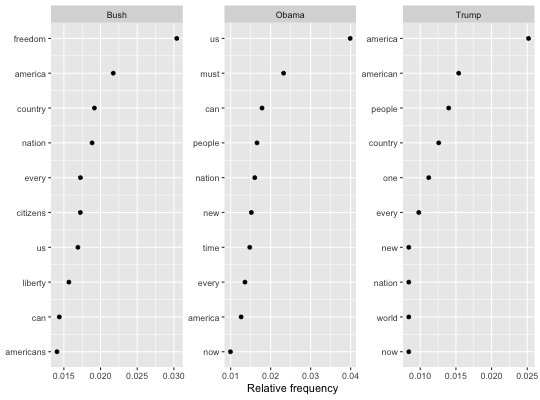 Bush
freedom
america
country
nation
every
citizens
us
liberty
can
americans
0.015 0.020 0.025 0.030
Obama
us
must
can
people
nation
new
time
every
america
now
0.01 0.02 0.03 0.04
Trump
america
american
people
country
one
every
new
nation
world
now
0.010 0.015 0.020 0.025
Relative frequency